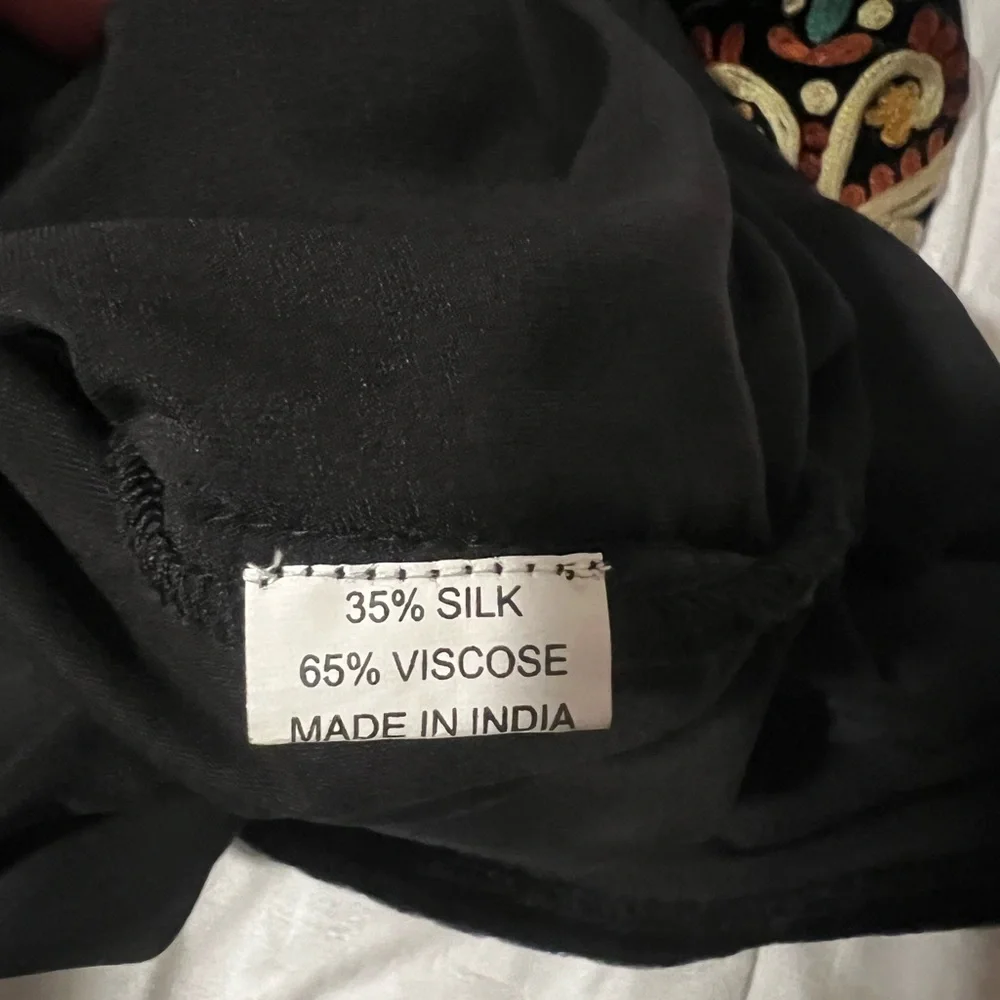 35% SILK
65% VISCOSE
MADE IN INDIA